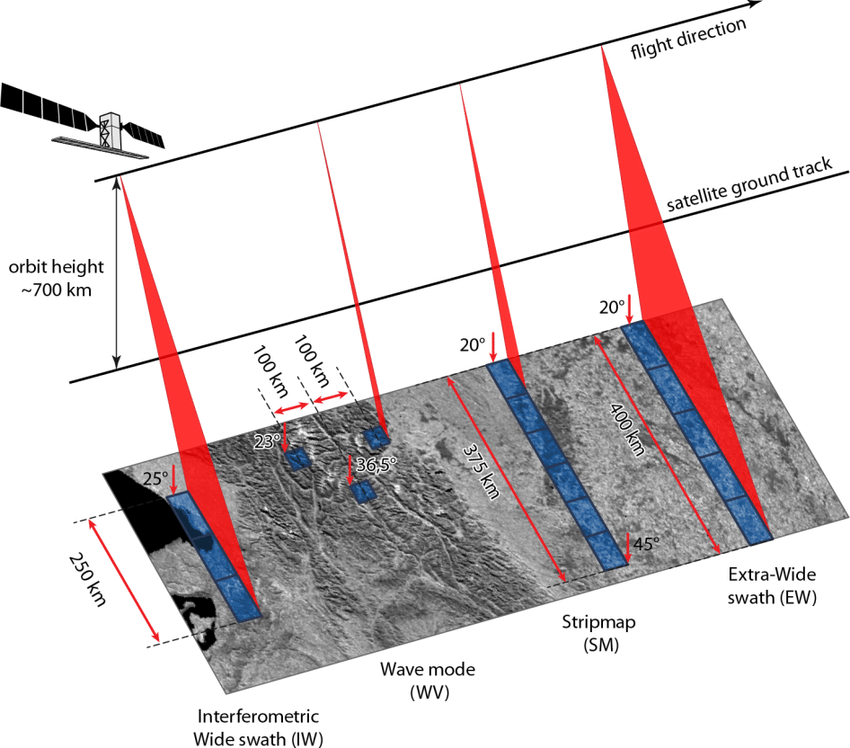 flight direction
satellite ground track
orbit height
~700 km
100 km
100 km
20°
20°
23°
36,5°
25°
375 km
400 km
45°
250 km
Extra-Wide
swath (EW)
Stripmap
(SM)
Wave mode
(WV)
Interferometric
Wide swath (IW)